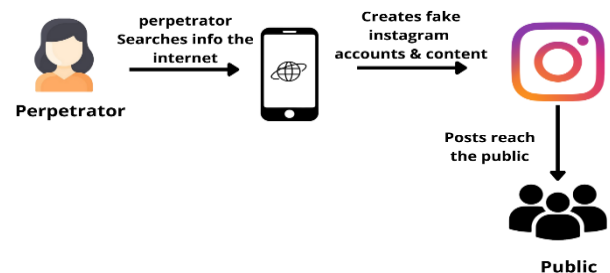 perpetrator
Searches info the
internet
Creates fake
instagram
accounts & content
Perpetrator
Posts reach
the public
Public